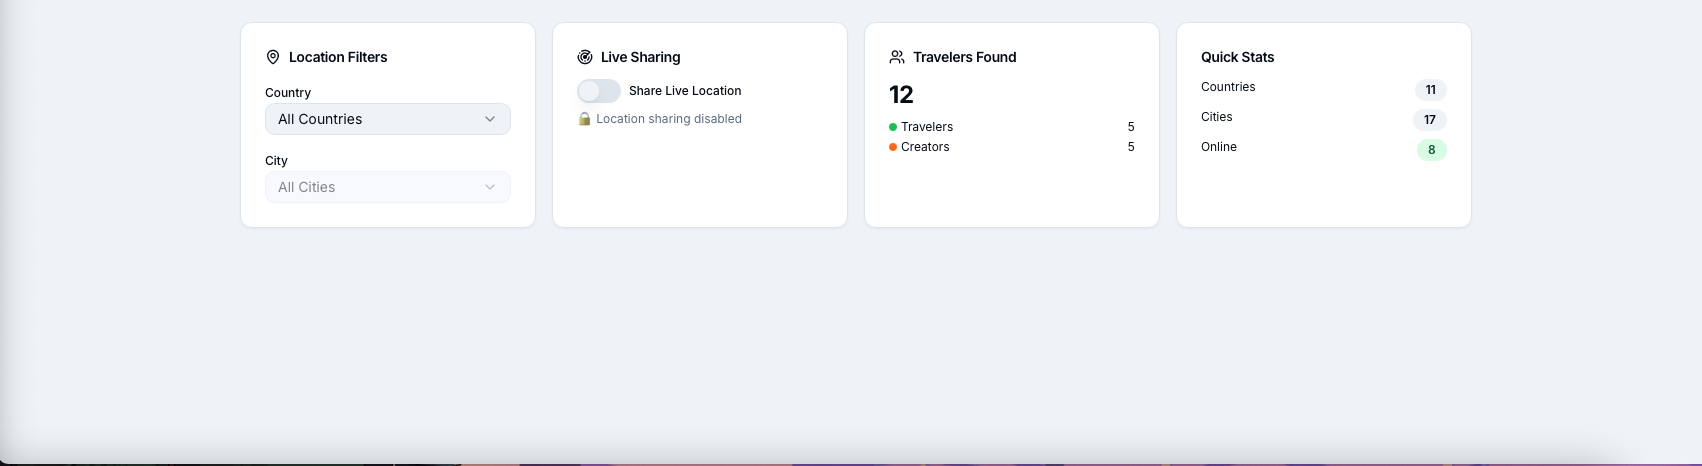 Location Filters
Country
All Countries
City
All Cities
Live Sharing
Share Live Location
🔒 Location sharing disabled
Travelers Found
12
Travelers 5
Creators 5
Quick Stats
Countries 11
Cities 17
Online 8